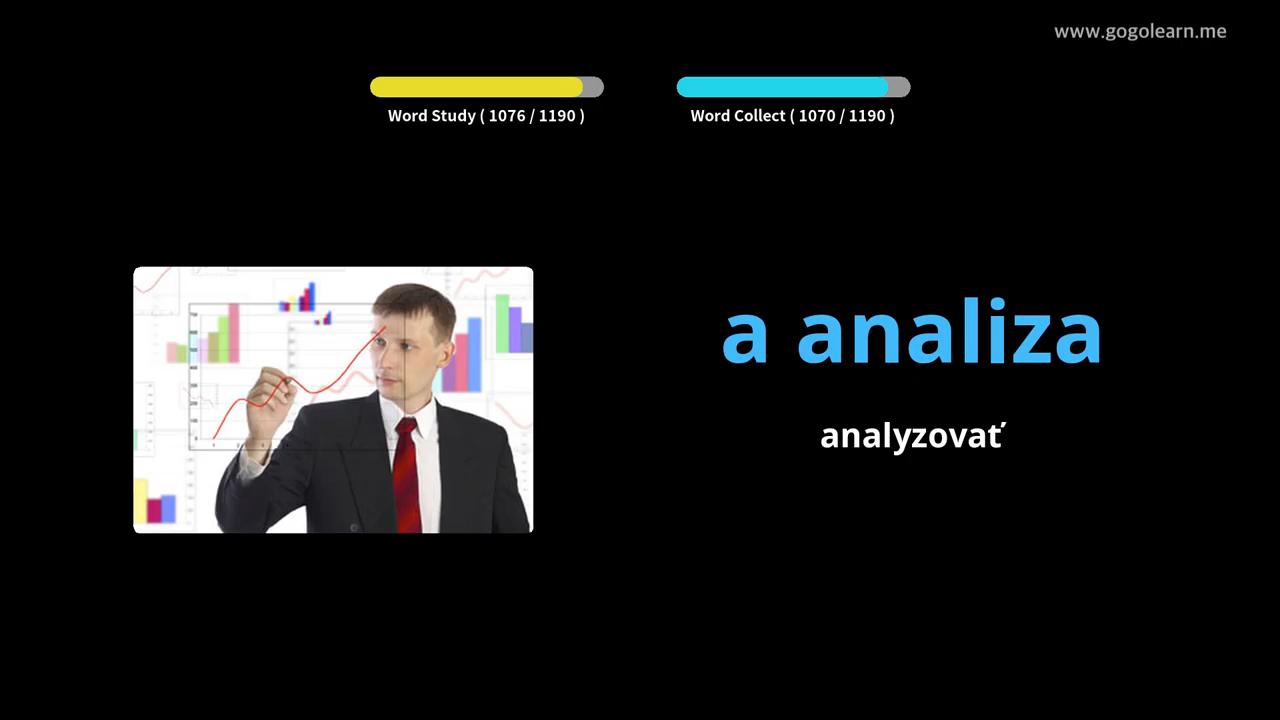 www.gogolearn.me
Word Study ( 1076 / 1190 )
Word Collect ( 1070 / 1190 )
a analiza
analyzovať